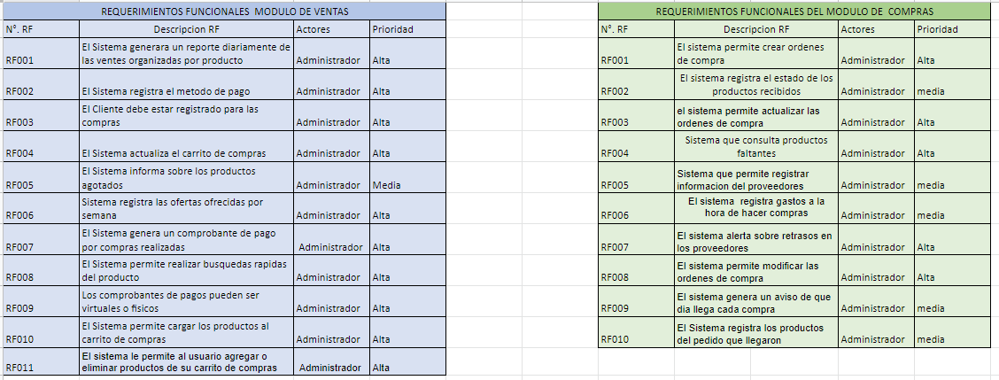 REQUERIMIENTOS FUNCIONALES MODULO DE VENTAS
N°. RF Descripcion RF Actores Prioridad
El Sistema generara un reporte diariamente de
RF001 las ventes organizadas por producto Administrador Alta
RF002 El Sistema registra el metodo de pago Administrador Alta
El Cliente debe estar registrado para las
RF003 compras Administrador Alta
RF004 El Sistema actualiza el carrito de compras Administrador Alta
El Sistema informa sobre los productos
RF005 agotados Administrador Media
Sistema registra las ofertas ofrecidas por
RF006 semana Administrador Alta
El Sistema genera un comprobante de pago
RF007 por compras realizadas Administrador Alta
El Sistema permite realizar busquedas rapidas
RF008 del producto Administrador Alta
Los comprobantes de pagos pueden ser
RF009 virtuales o fisicos Administrador Alta
El Sistema permite cargar los productos al
RF010 carrito de compras Administrador Alta
El sistema le permite al usuario agregar o
RF011 eliminar productos de su carrito de compras Administrador Alta
REQUERIMIENTOS FUNCIONALES DEL MODULO DE COMPRAS
N°. RF Descripcion RF Actores Prioridad
El sistema permite crear ordenes
RF001 de compra Administrador Alta
El sistema registra el estado de los
RF002 productos recibidos Administrador media
el sistema permite actualizar las
RF003 ordenes de compra Administrador Alta
Sistema que consulta productos
RF004 faltantes Administrador Alta
Sistema que permite registrar
RF005 informacion del proveedores Administrador media
El sistema registra gastos a la
RF006 hora de hacer compras Administrador media
El sistema alerta sobre retrasos en
RF007 los proveedores Administrador Alta
El sistema permite modificar las
RF008 ordenes de compra Administrador Alta
El sistema genera un aviso de que
RF009 dia llega cada compra Administrador media
El Sistema registra los productos
RF010 del pedido que llegaron Administrador media